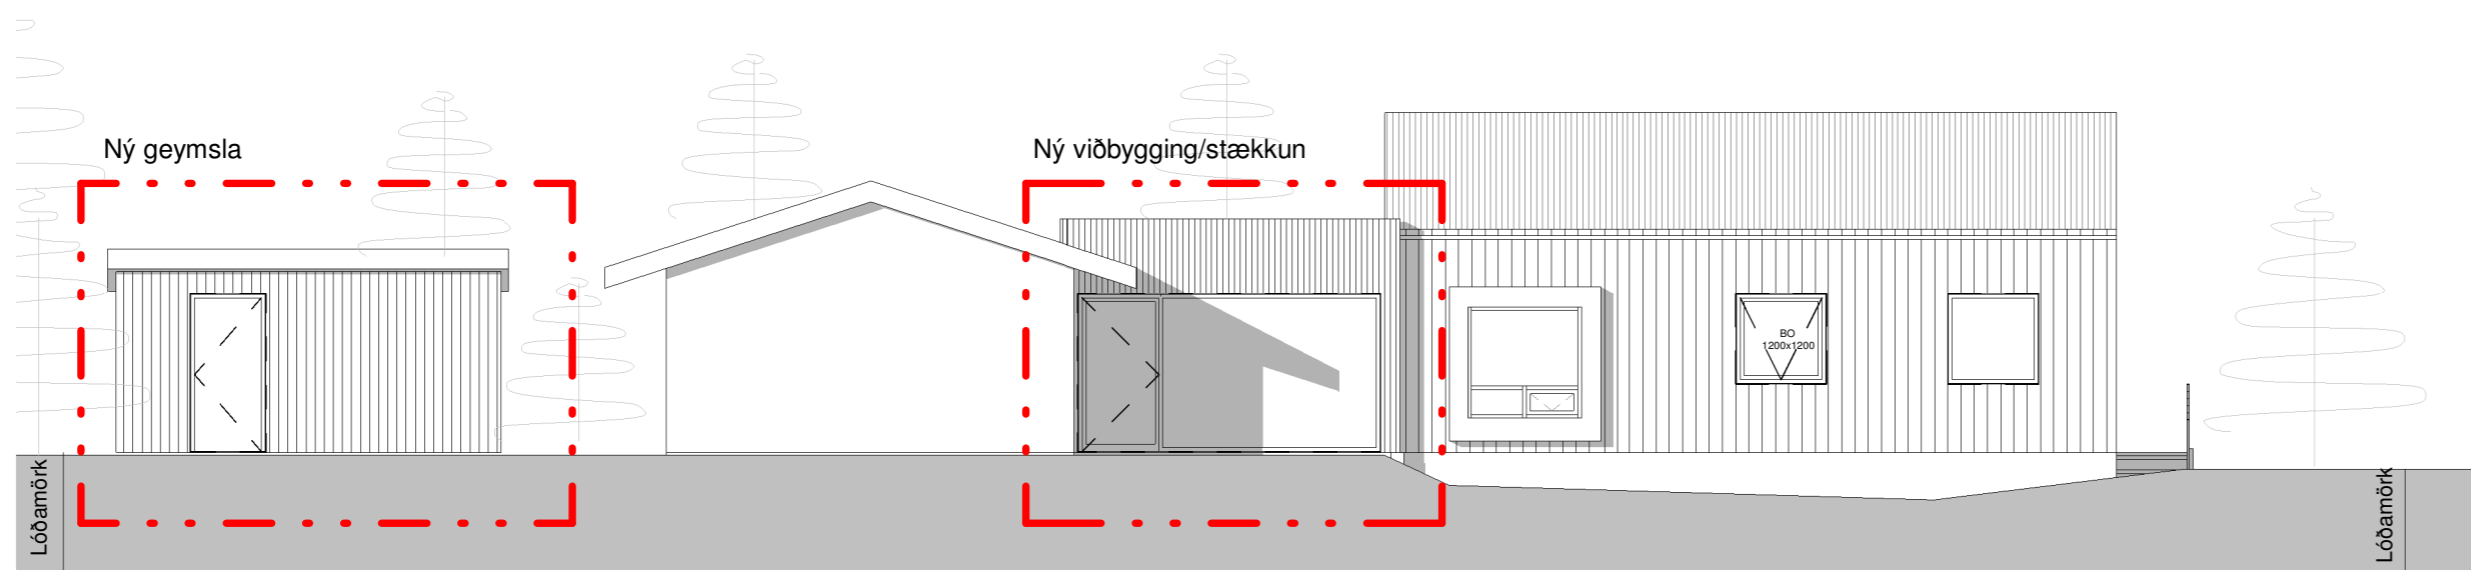 Ný geymsla
Ný viðbygging/stækkun
BO
1200x1200
Lóðamörk
Lóðamörk